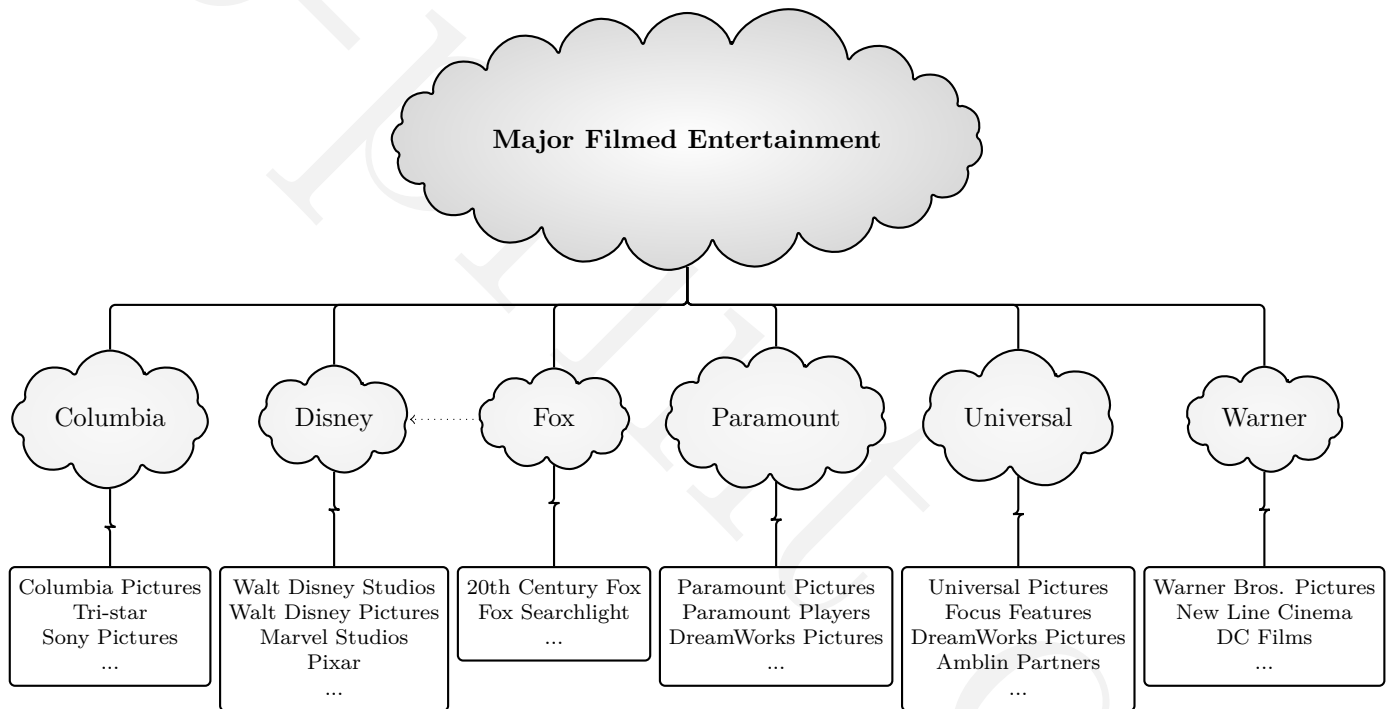 Major Filmed Entertainment
Columbia
Disney
Fox
Paramount
Universal
Warner
Columbia Pictures
Tri-star
Sony Pictures
...
Walt Disney Studios
Walt Disney Pictures
Marvel Studios
Pixar
...
20th Century Fox
Fox Searchlight
...
Paramount Pictures
Paramount Players
DreamWorks Pictures
...
Universal Pictures
Focus Features
DreamWorks Pictures
Amblin Partners
...
Warner Bros. Pictures
New Line Cinema
DC Films
...